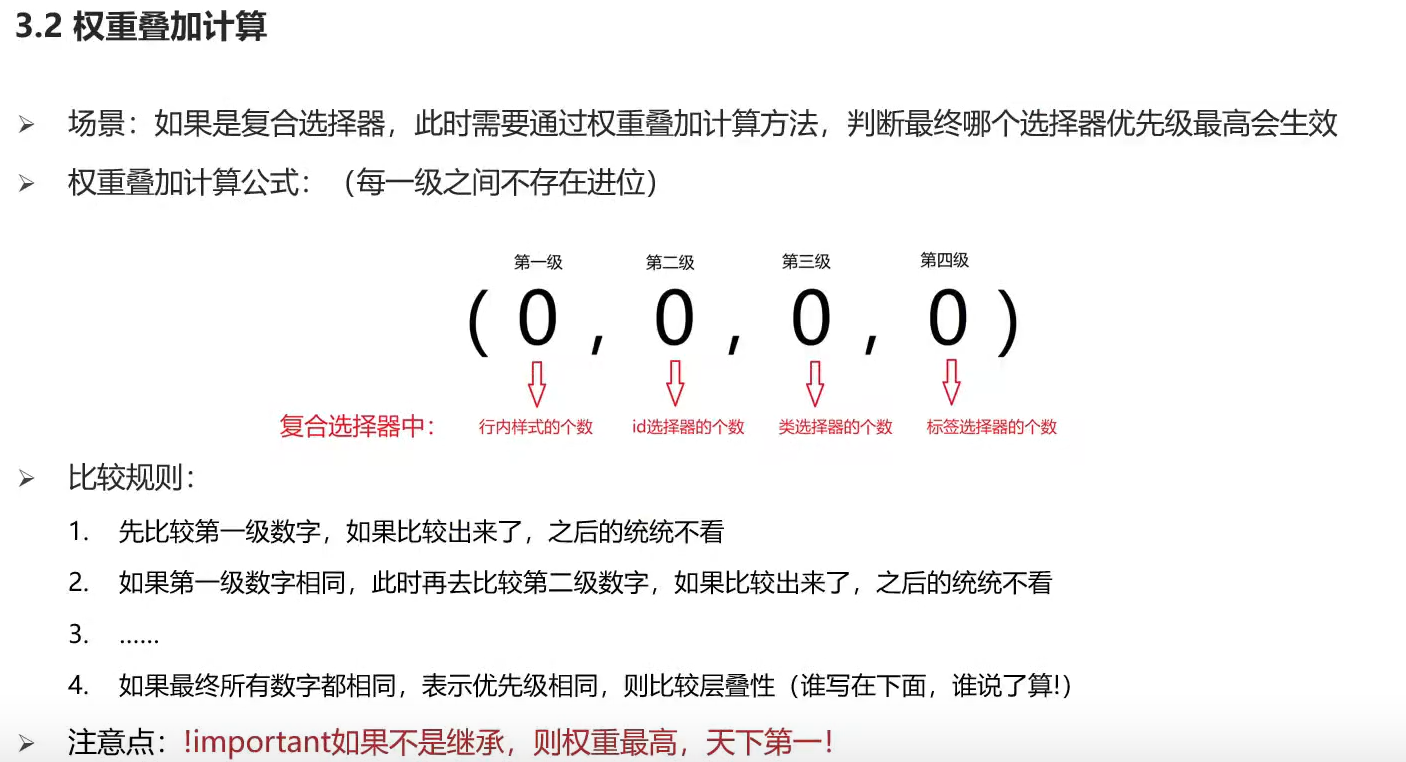 3.2 权重叠加计算
场景：如果是复合选择器，此时需要通过权重叠加计算方法，判断最终哪个选择器优先级最高会生效
权重叠加计算公式：（每一级之间不存在进位）
第一级 第二级 第三级 第四级
( 0 , 0 , 0 , 0 )
复合选择器中： 行内样式的个数 id选择器的个数 类选择器的个数 标签选择器的个数
比较规则：
1. 先比较第一级数字，如果比较出来了，之后的统统不看
2. 如果第一级数字相同，此时再去比较第二级数字，如果比较出来了，之后的统统不看
3. ……
4. 如果最终所有数字都相同，表示优先级相同，则比较层叠性（谁写在下面，谁说了算!）
注意点：!important如果不是继承，则权重最高，天下第一！